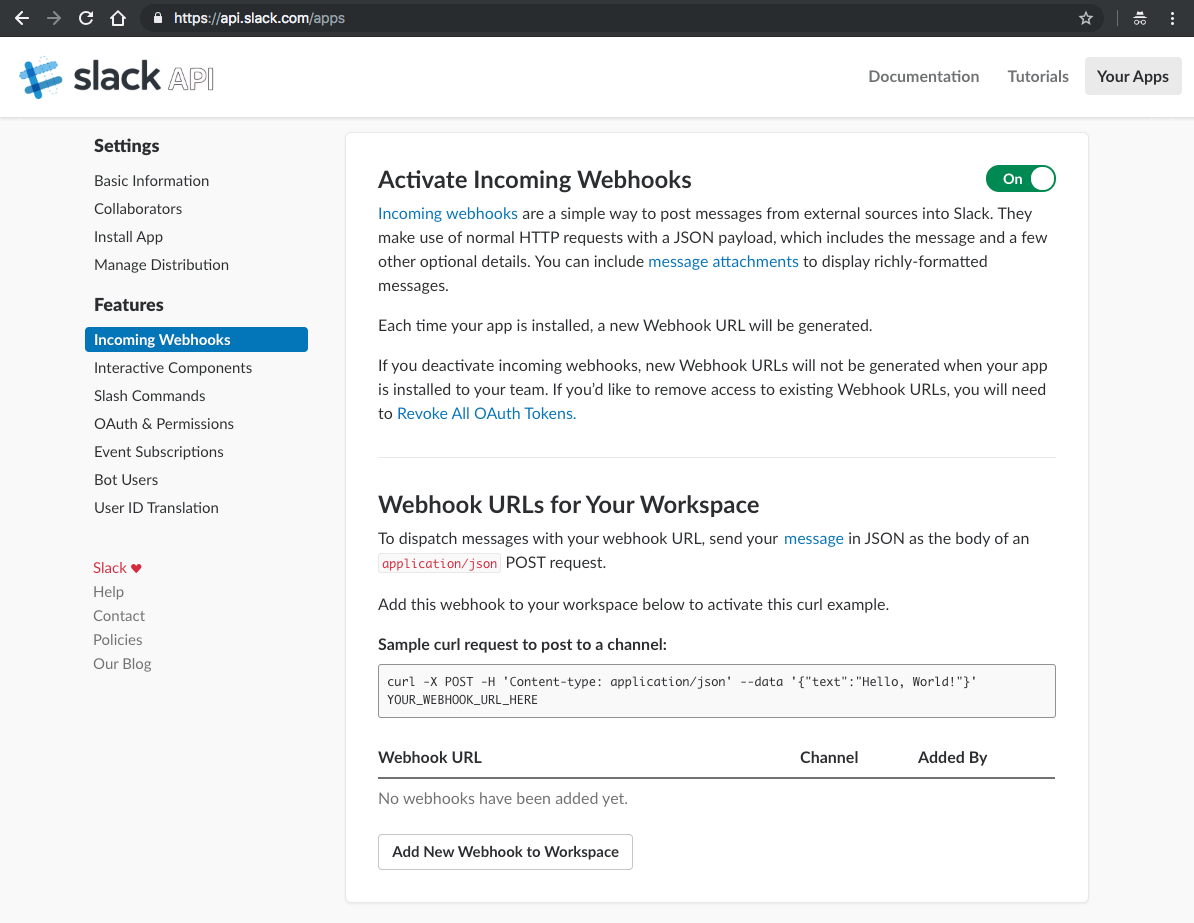 https://api.slack.com/apps
slack API
Documentation
Tutorials
Your Apps
Settings
Basic Information
Collaborators
Install App
Manage Distribution
Features
Incoming Webhooks
Interactive Components
Slash Commands
OAuth & Permissions
Event Subscriptions
Bot Users
User ID Translation
Slack ♥
Help
Contact
Policies
Our Blog
Activate Incoming Webhooks
On
Incoming webhooks are a simple way to post messages from external sources into Slack. They
make use of normal HTTP requests with a JSON payload, which includes the message and a few
other optional details. You can include message attachments to display richly-formatted
messages.
Each time your app is installed, a new Webhook URL will be generated.
If you deactivate incoming webhooks, new Webhook URLs will not be generated when your app
is installed to your team. If you’d like to remove access to existing Webhook URLs, you will need
to Revoke All OAuth Tokens.
Webhook URLs for Your Workspace
To dispatch messages with your webhook URL, send your message in JSON as the body of an
application/json POST request.
Add this webhook to your workspace below to activate this curl example.
Sample curl request to post to a channel:
curl -X POST -H 'Content-type: application/json' --data '{"text":"Hello, World!"}'
YOUR_WEBHOOK_URL_HERE
Webhook URL Channel Added By
No webhooks have been added yet.
Add New Webhook to Workspace